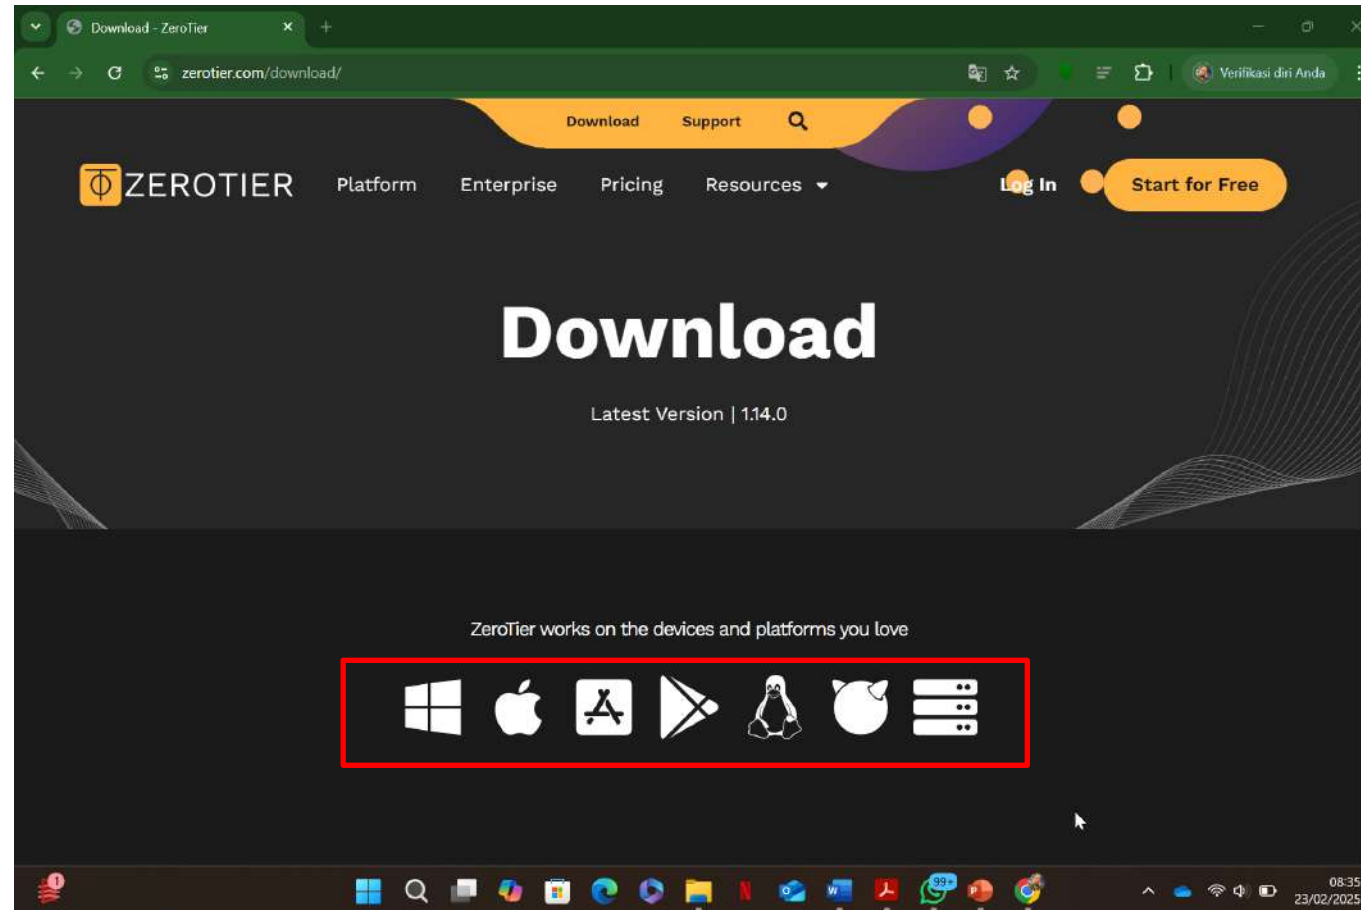 Download - ZeroTier
zerotier.com/download/
Verifikasi diri Anda
Download Support
ZEROTIER Platform Enterprise Pricing Resources Log In Start for Free
Download
Latest Version | 1.14.0
ZeroTier works on the devices and platforms you love
1
99+
08:35
23/02/2025